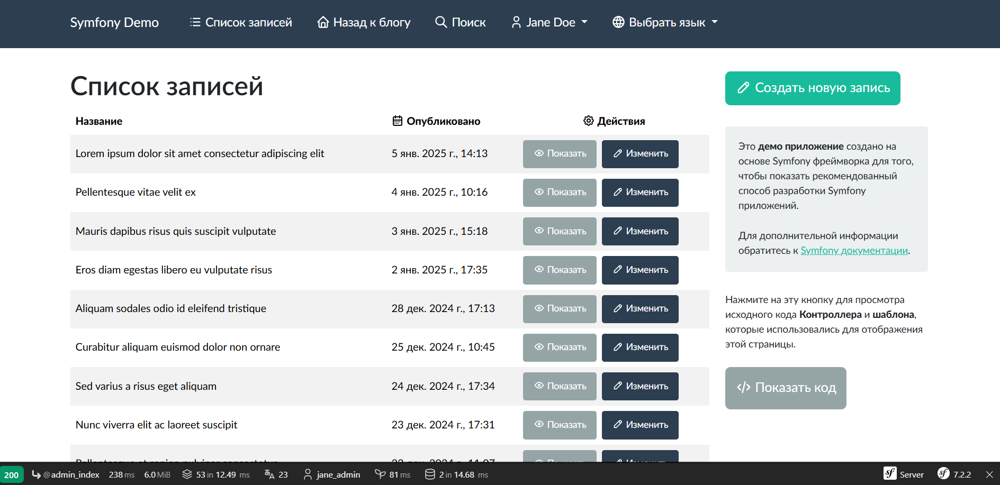 Symfony Demo Список записей Назад к блогу Поиск Jane Doe Выбрать язык
Список записей
Название Опубликовано Действия
Lorem ipsum dolor sit amet consectetur adipiscing elit 5 янв. 2025 г., 14:13 Показать Изменить
Pellentesque vitae velit ex 4 янв. 2025 г., 10:16 Показать Изменить
Mauris dapibus risus quis suscipit vulputate 3 янв. 2025 г., 15:18 Показать Изменить
Eros diam egestas libero eu vulputate risus 2 янв. 2025 г., 17:35 Показать Изменить
Aliquam sodales odio id eleifend tristique 28 дек. 2024 г., 17:13 Показать Изменить
Curabitur aliquam euismod dolor non ornare 25 дек. 2024 г., 10:45 Показать Изменить
Sed varius a risus eget aliquam 24 дек. 2024 г., 17:34 Показать Изменить
Nunc viverra elit ac laoreet suscipit 23 дек. 2024 г., 17:31 Показать Изменить
Создать новую запись
Это демо приложение создано на
основе Symfony фреймворка для того,
чтобы показать рекомендованный
способ разработки Symfony
приложений.
Для дополнительной информации
обратитесь к Symfony документации.
Нажмите на эту кнопку для просмотра
исходного кода Контроллера и шаблона,
которые использовались для отображения
этой страницы.
</> Показать код
200 @admin_index 238 ms 6.0 MiB 53 in 12.49 ms 23 jane_admin 81 ms 2 in 14.68 ms sf Server sf 7.2.2